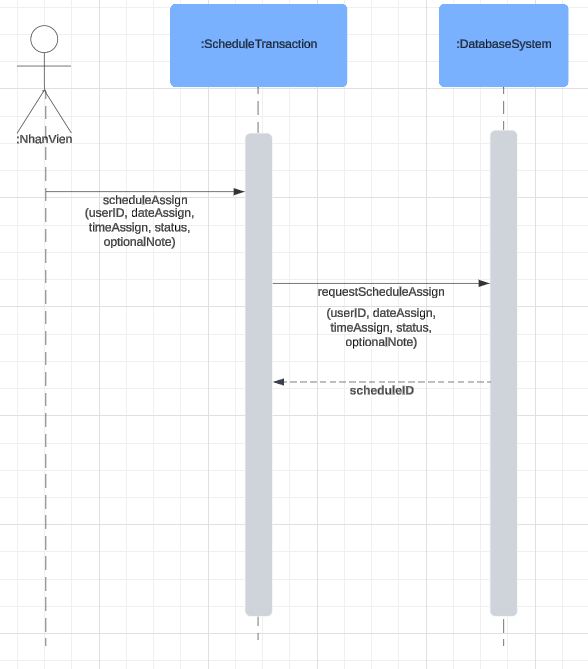 :ScheduleTransaction
:DatabaseSystem
:NhanVien
scheduleAssign
(userID, dateAssign,
timeAssign, status,
optionalNote)
requestScheduleAssign
(userID, dateAssign,
timeAssign, status,
optionalNote)
scheduleID